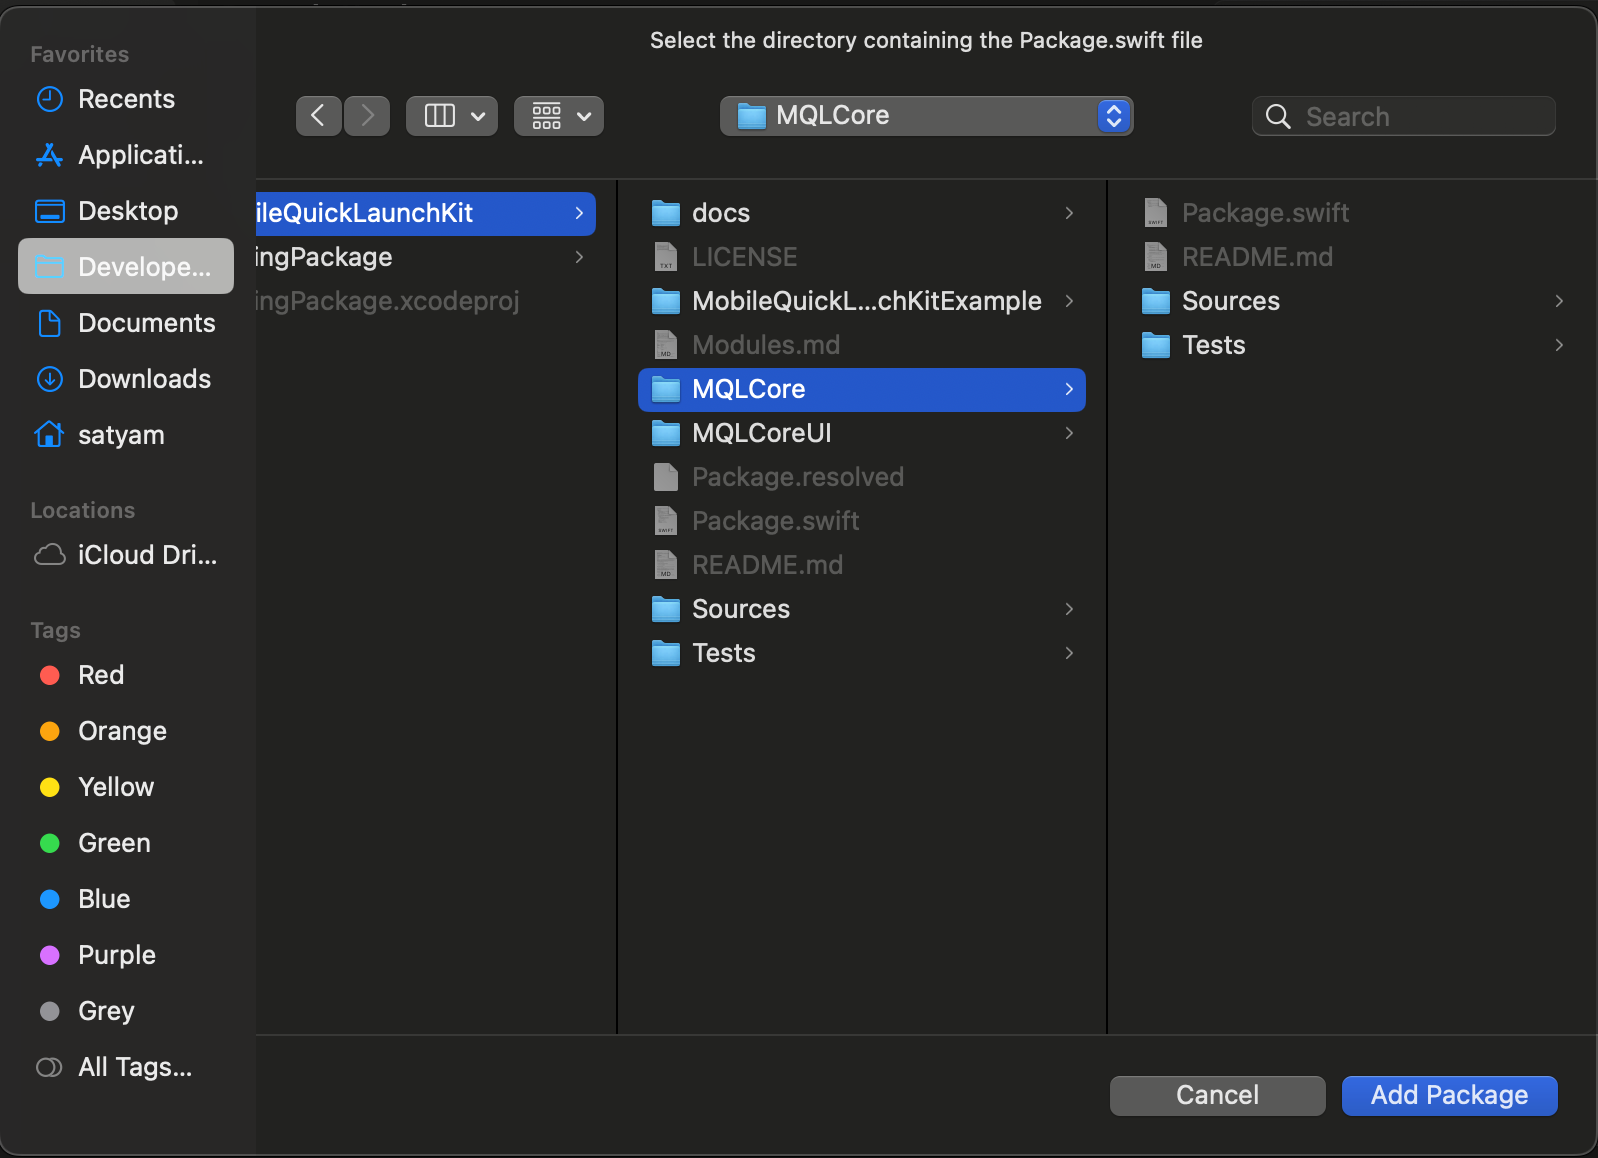 Select the directory containing the Package.swift file
Favorites
Recents
Applicati...
Desktop
Develope...
Documents
Downloads
satyam
Locations
iCloud Dri...
Tags
Red
Orange
Yellow
Green
Blue
Purple
Grey
All Tags...
MQLCore
Search
ileQuickLaunchKit
ingPackage
ingPackage.xcodeproj
docs
LICENSE
MobileQuickL...chKitExample
Modules.md
MQLCore
MQLCoreUI
Package.resolved
Package.swift
README.md
Sources
Tests
Package.swift
README.md
Sources
Tests
Cancel
Add Package